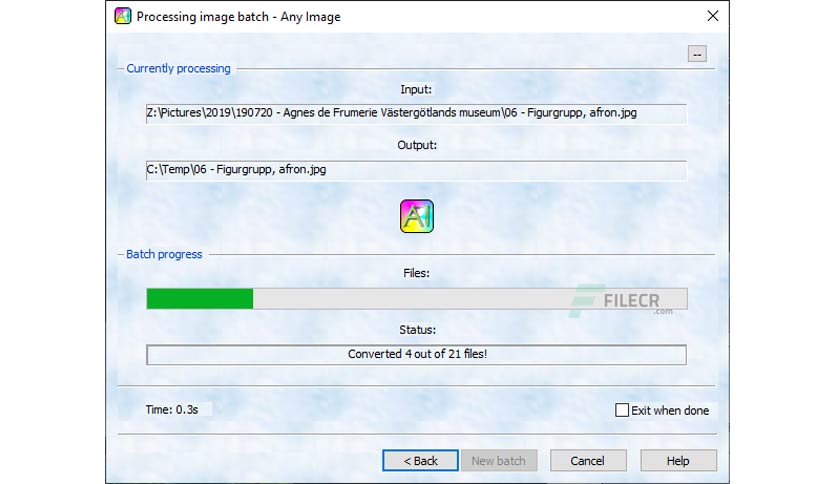 Processing image batch - Any Image
--
Currently processing
Input:
Z:\Pictures\2019\190720 - Agnes de Frumerie Västergötlands museum\06 - Figurgrupp, afron.jpg
Output:
C:\Temp\06 - Figurgrupp, afron.jpg
AI
Batch progress
Files:
FILECR
.com
Status:
Converted 4 out of 21 files!
Time: 0.3s
Exit when done
< Back
New batch
Cancel
Help